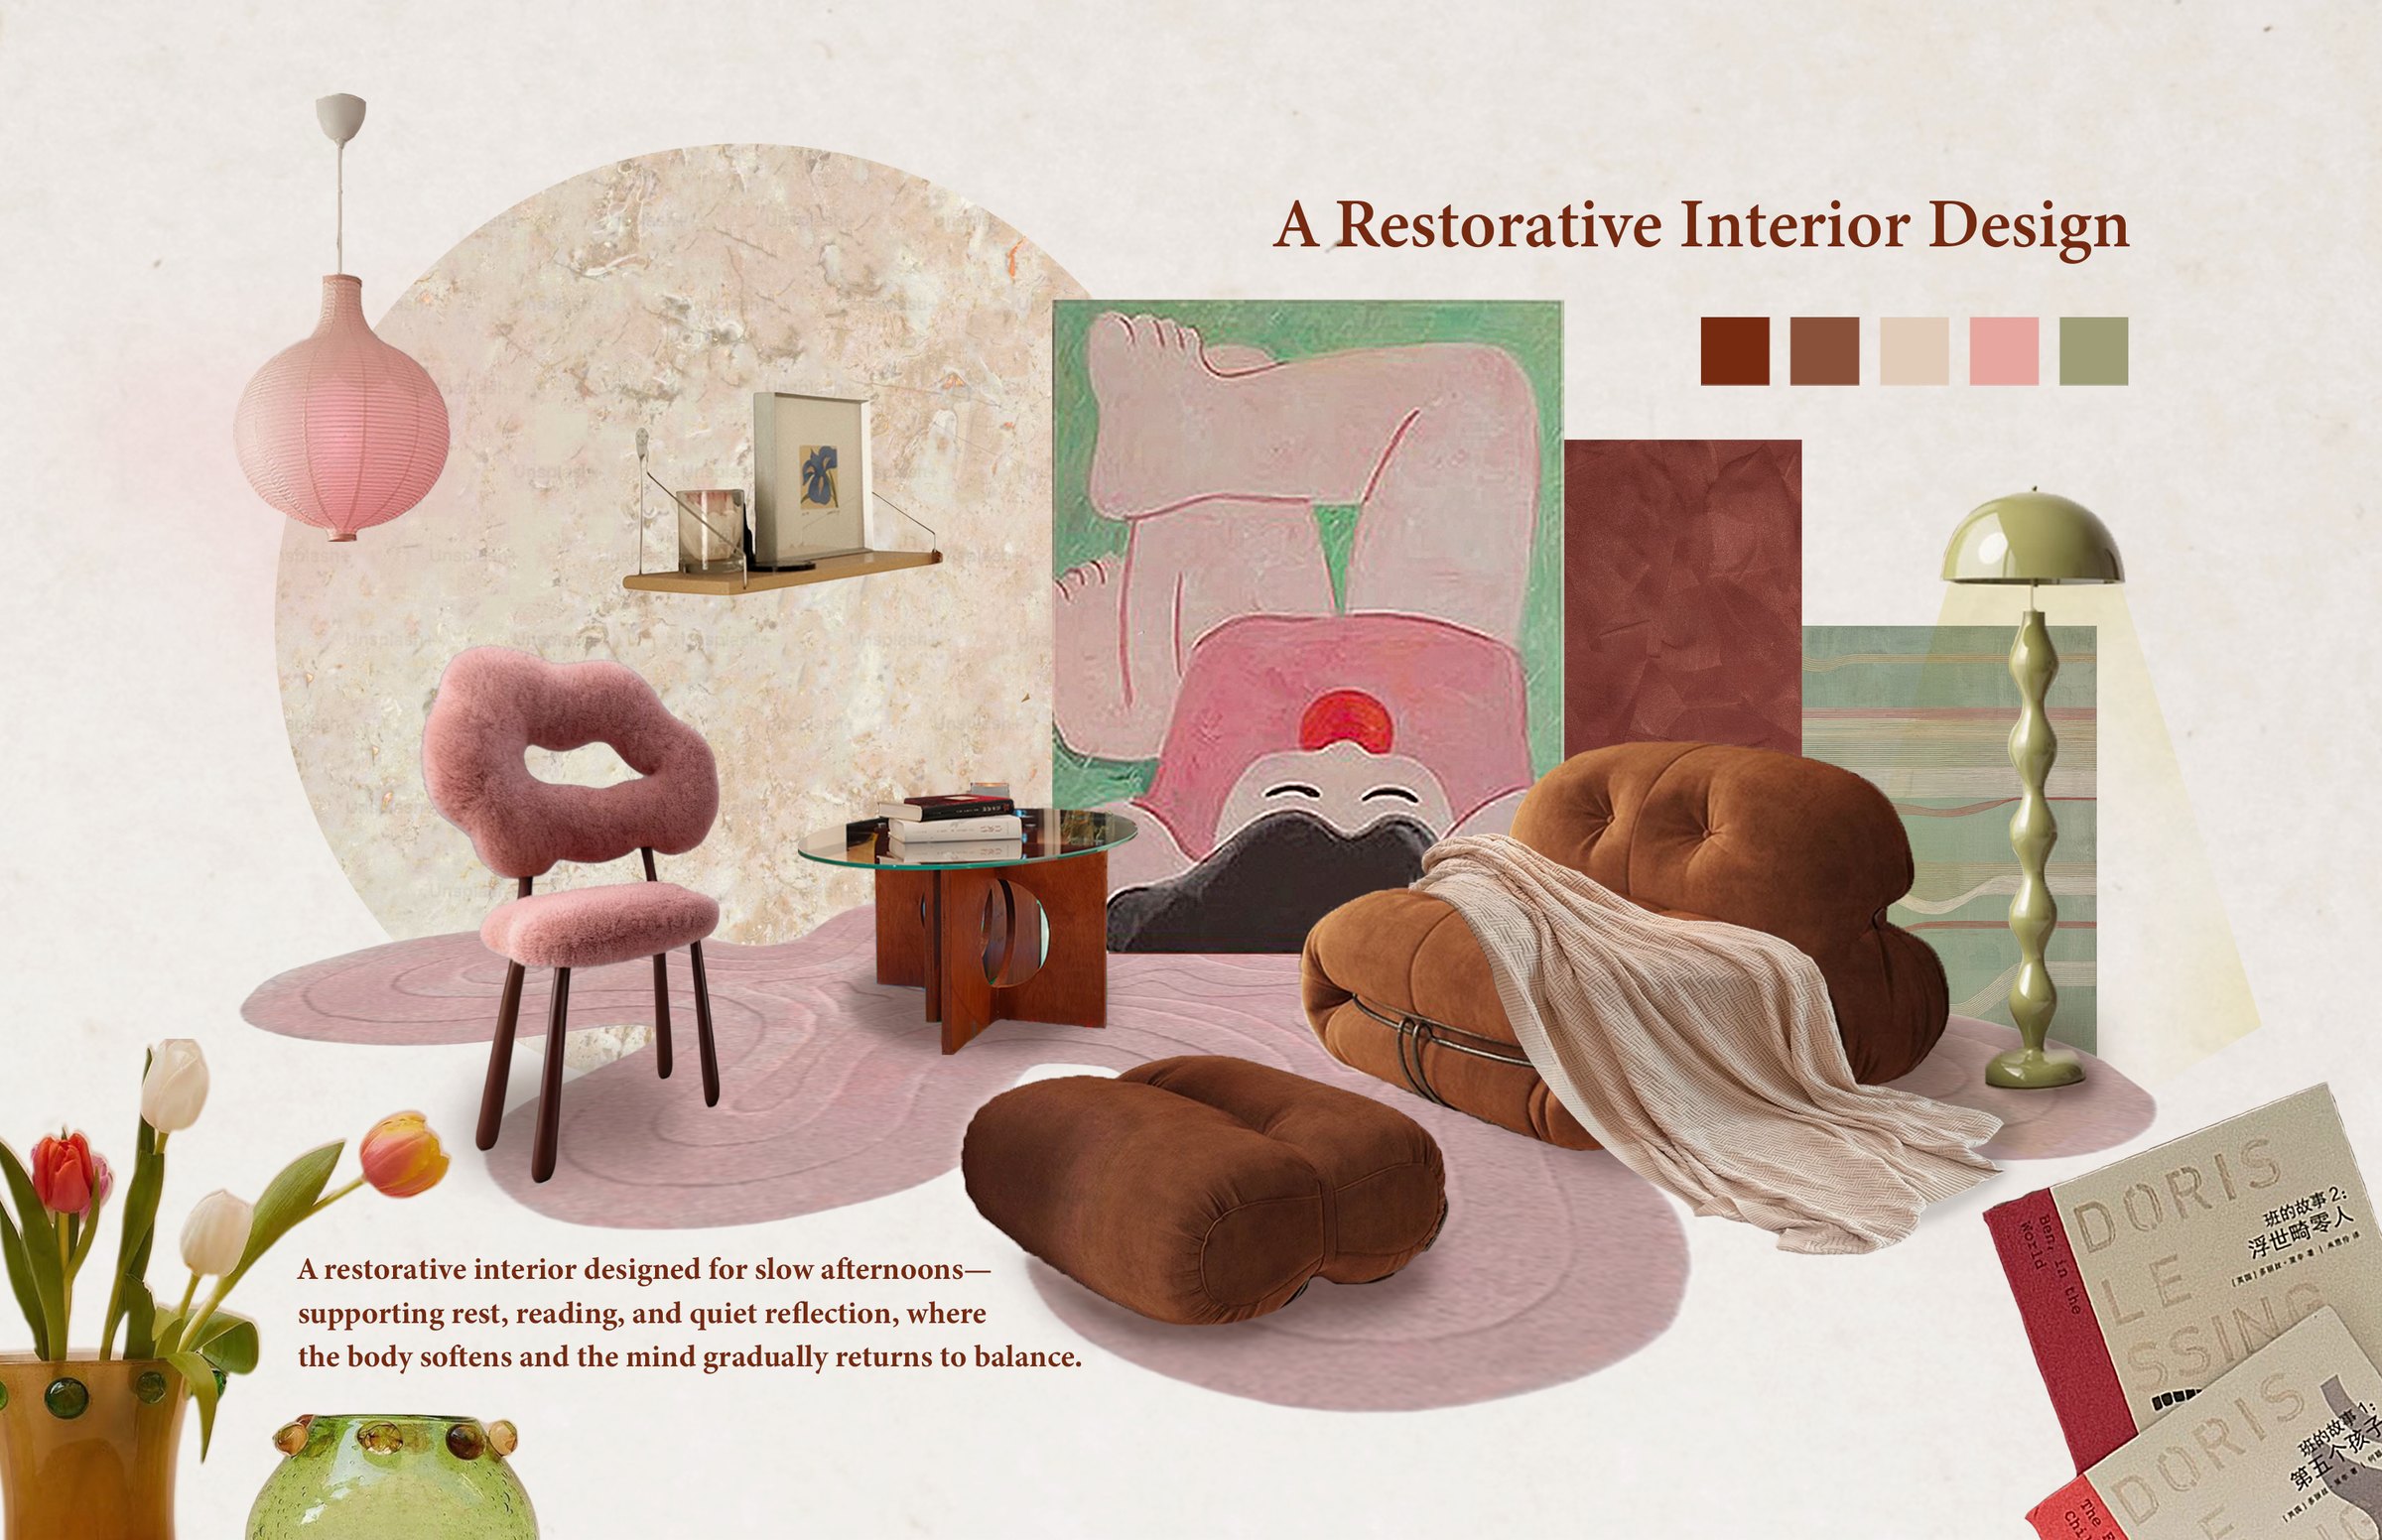 A Restorative Interior Design
A restorative interior designed for slow afternoons—
supporting rest, reading, and quiet reflection, where
the body softens and the mind gradually returns to balance.
DORIS
LE
SSING
班的故事 2:
浮世畸零人
Ben, in the
World
DORIS
班的故事 1:
第五个孩子
Unsplash+